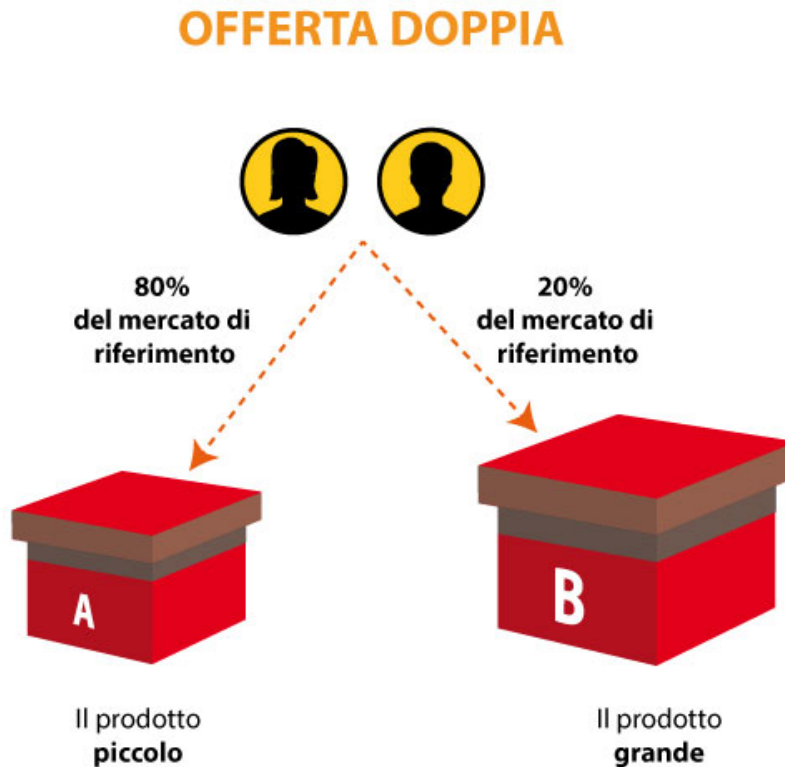 OFFERTA DOPPIA
80%
del mercato di
riferimento
20%
del mercato di
riferimento
A
B
Il prodotto
piccolo
Il prodotto
grande